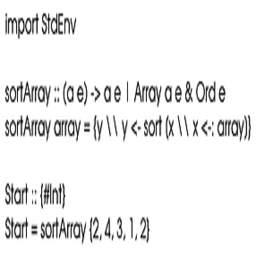 import StdEnv
sortArray :: (a e) -> a e | Array a e & Ord e
sortArray array = {y \\ y <- sort (x \\ x <-: array)}
Start :: {#Int}
Start = sortArray {2, 4, 3, 1, 2}